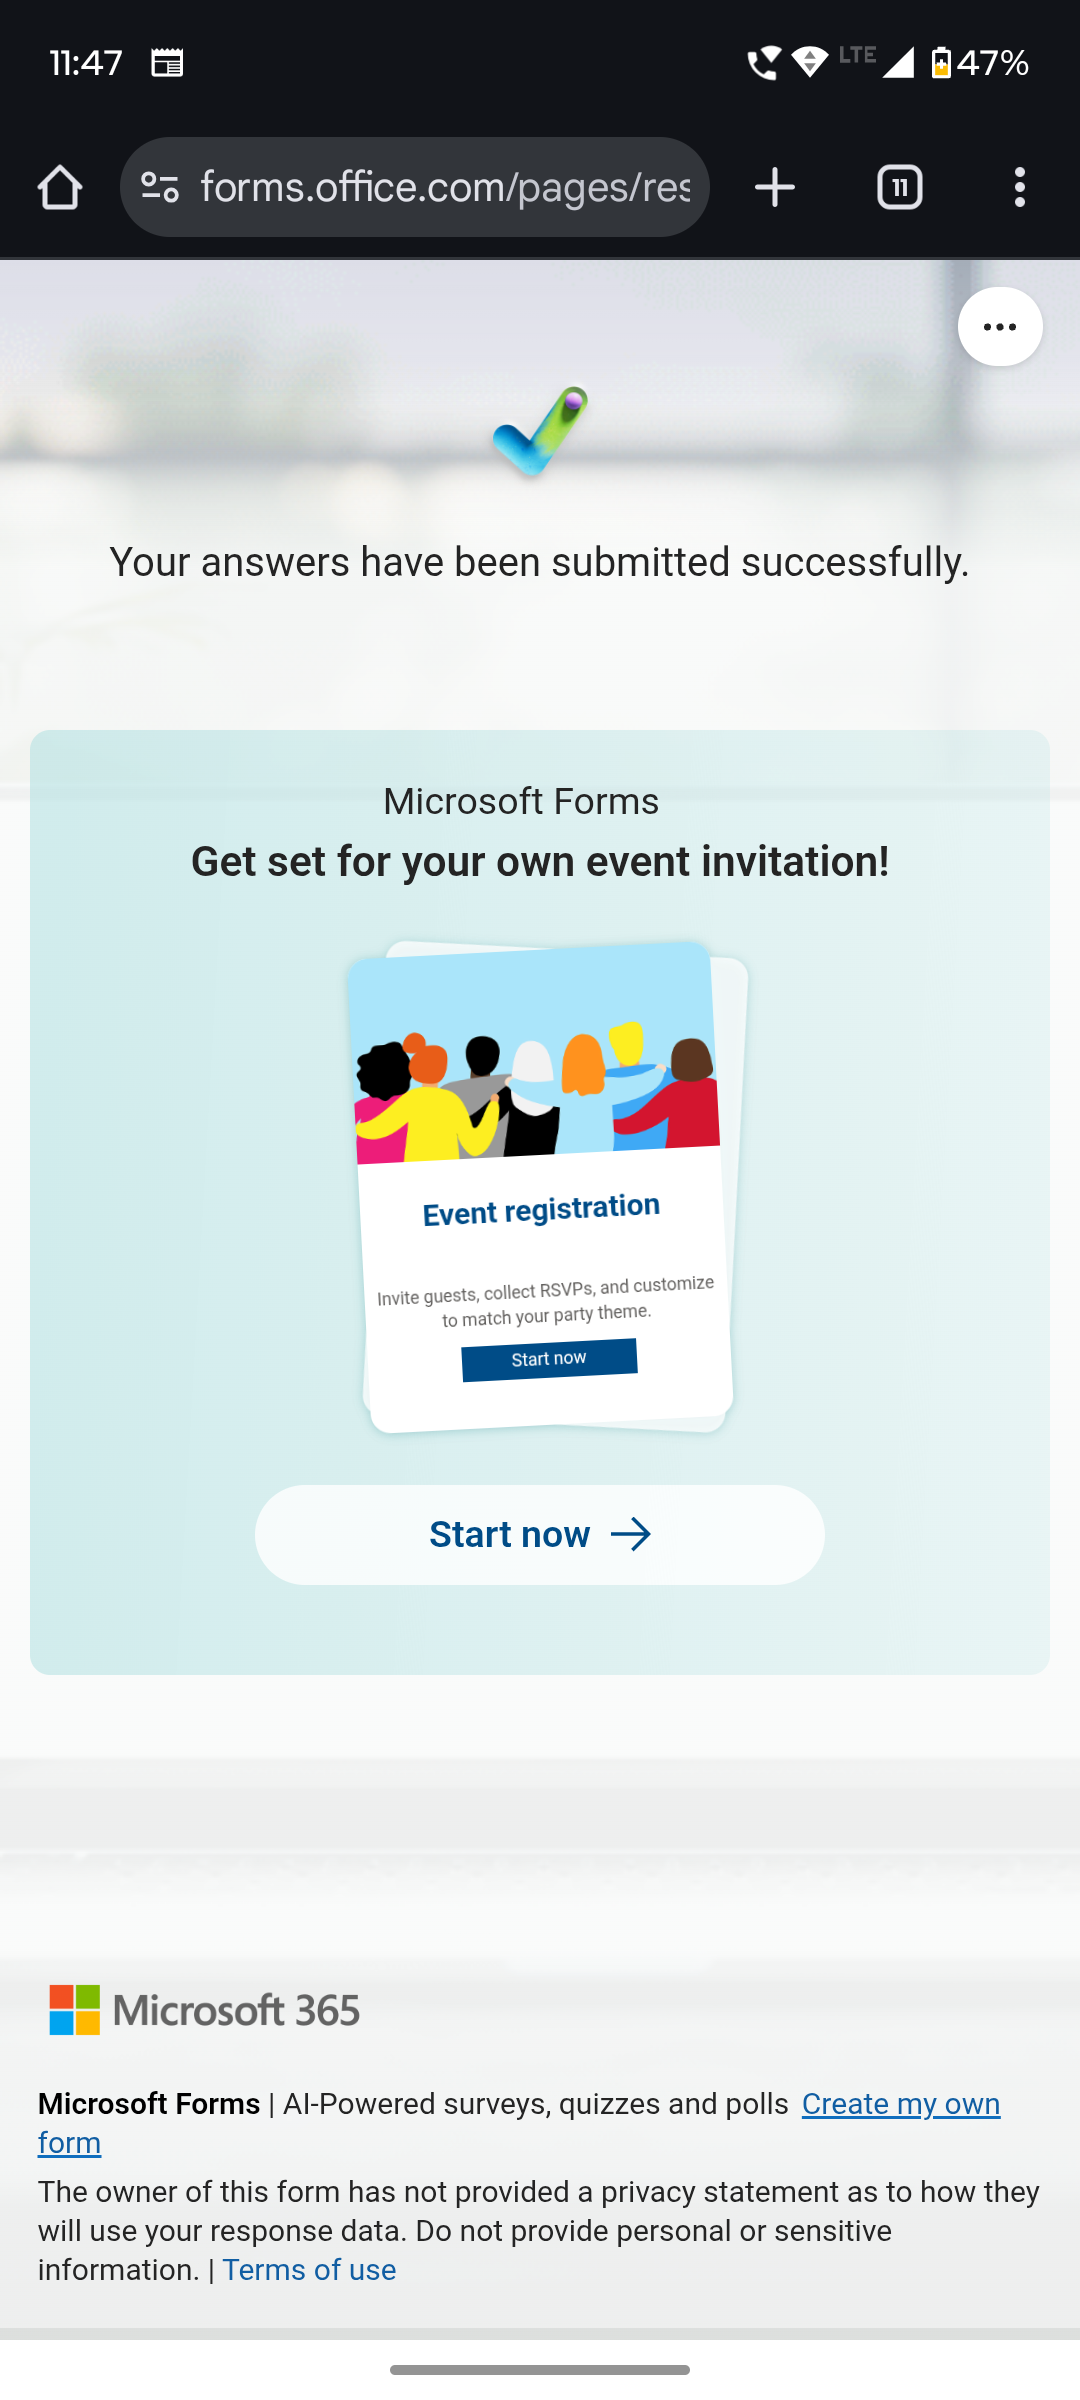 11:47
LTE
47%
forms.office.com/pages/res
11
Your answers have been submitted successfully.
Microsoft Forms
Get set for your own event invitation!
Event registration
Invite guests, collect RSVPs, and customize
to match your party theme.
Start now
Start now
Microsoft 365
Microsoft Forms | AI-Powered surveys, quizzes and polls Create my own
form
The owner of this form has not provided a privacy statement as to how they
will use your response data. Do not provide personal or sensitive
information. | Terms of use